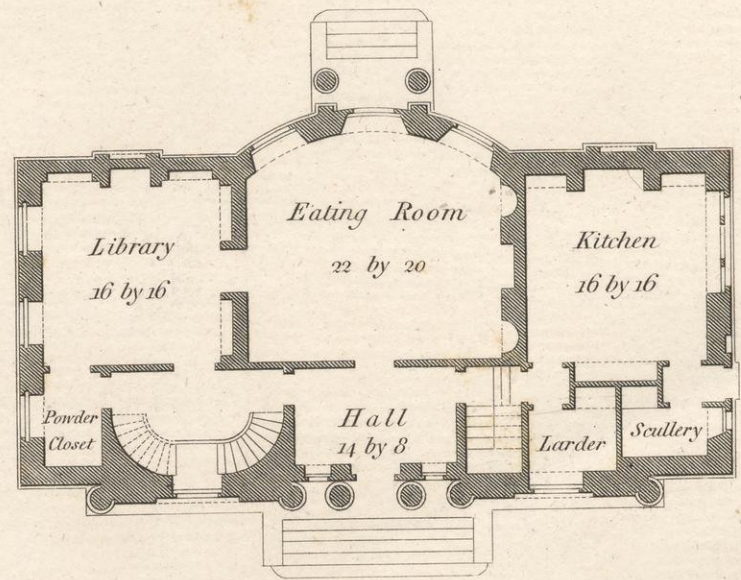 Eating Room
22 by 20
Library
16 by 16
Kitchen
16 by 16
Powder
Closet
Hall
14 by 8
Larder
Scullery